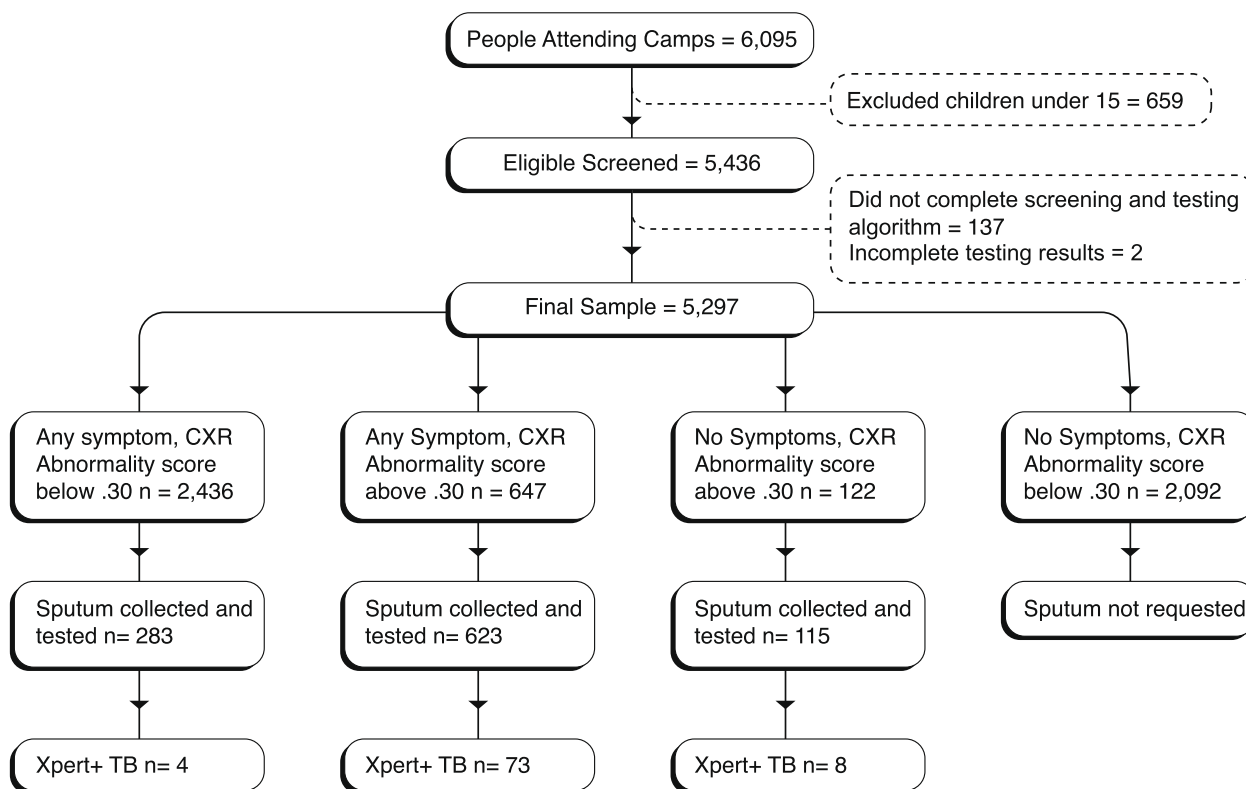 People Attending Camps = 6,095
Excluded children under 15 = 659
Eligible Screened = 5,436
Did not complete screening and testing
algorithm = 137
Incomplete testing results = 2
Final Sample = 5,297
Any symptom, CXR
Abnormality score
below .30 n = 2,436
Any Symptom, CXR
Abnormality score
above .30 n = 647
No Symptoms, CXR
Abnormality score
above .30 n = 122
No Symptoms, CXR
Abnormality score
below .30 n = 2,092
Sputum collected and
tested n= 283
Sputum collected and
tested n= 623
Sputum collected and
tested n= 115
Sputum not requested
Xpert+ TB n= 4
Xpert+ TB n= 73
Xpert+ TB n= 8